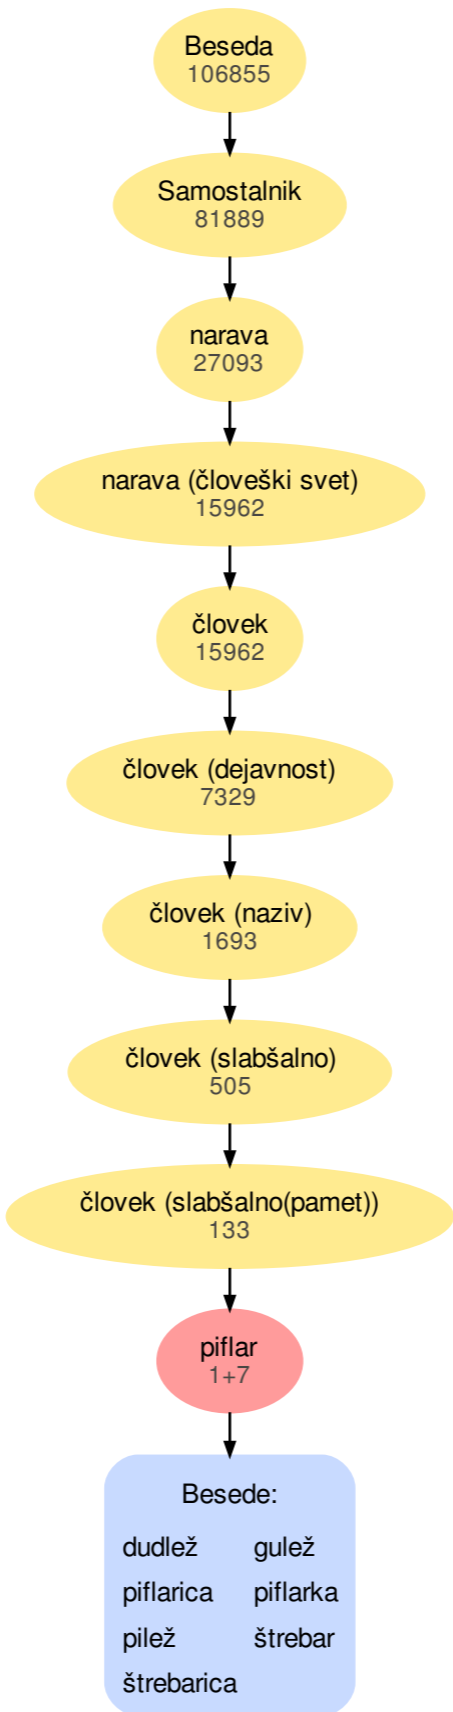 Beseda
106855
Samostalnik
81889
narava
27093
narava (človeški svet)
15962
človek
15962
človek (dejavnost)
7329
človek (naziv)
1693
človek (slabšalno)
505
človek (slabšalno(pamet))
133
piflar
1+7
Besede:
dudlež gulež
piflarica piflarka
pilež štrebar
štrebarica